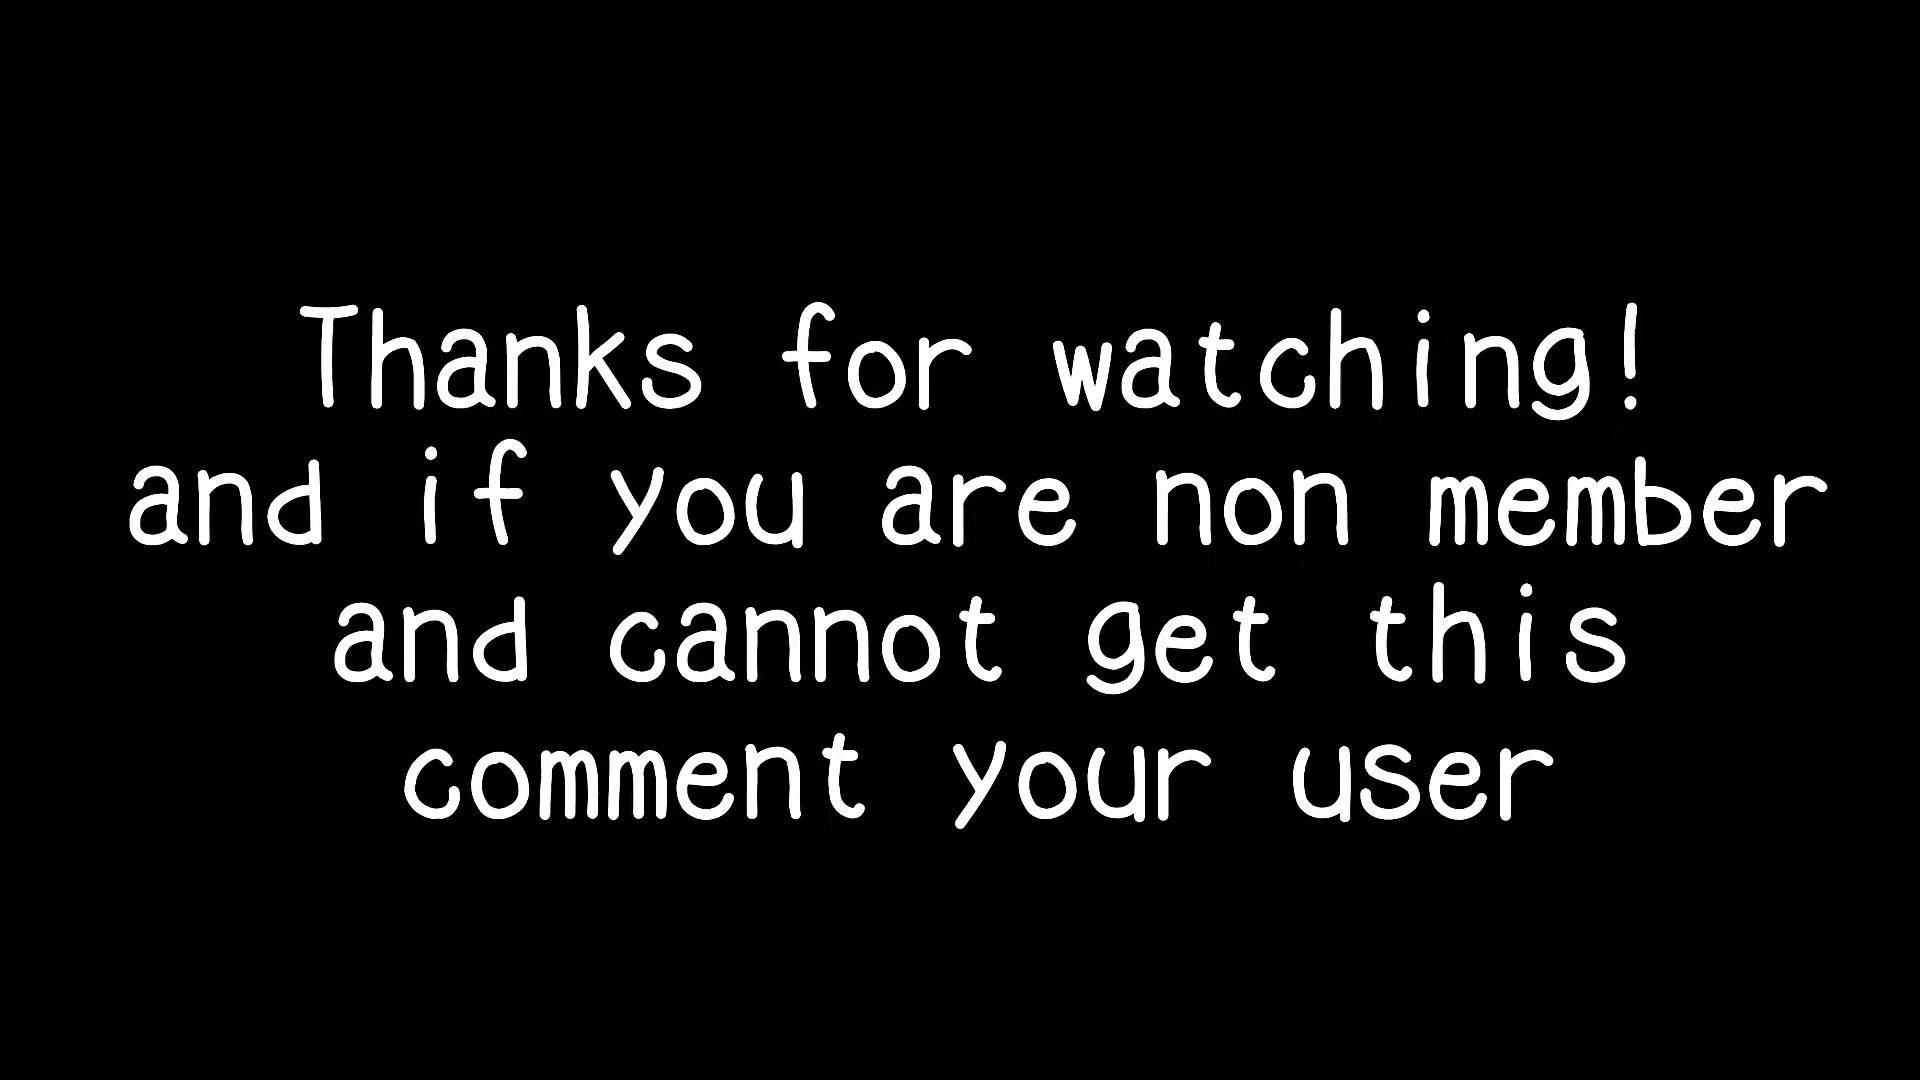 Thanks for watching!
and if you are non member
and cannot get this
comment your user